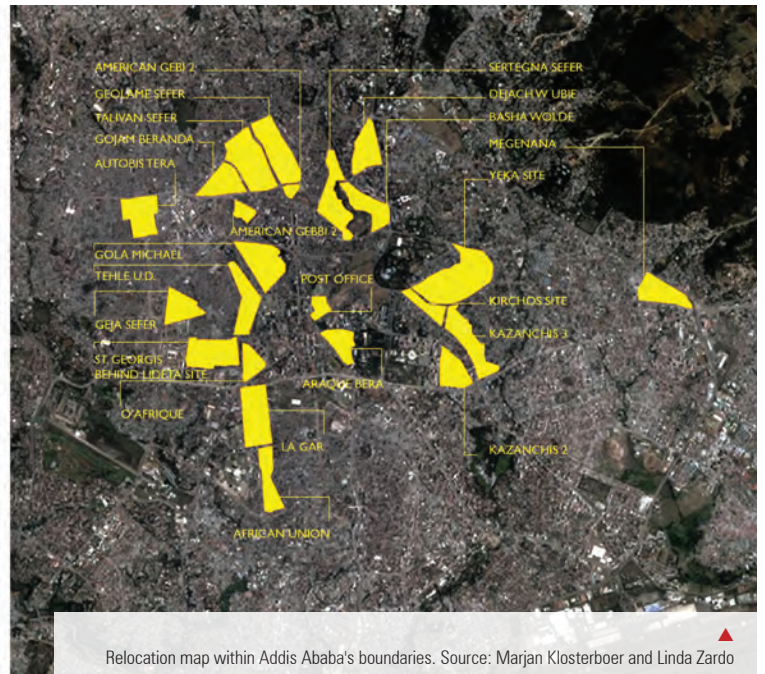 AMERICAN GEBI 2
GEOLAME SEFER
TALIVAN SEFER
GOJAM BERANDA
AUTOBIS TERA
SERTEGNA SEFER
DEJACH W UBIE
BASHA WOLDE
MEGENANA
YEKA SITE
AMERICAN GEBBI 2
GOLA MICHAEL
TEHLE U.D.
POST OFFICE
GEJA SEFER
KIRCHOS SITE
KAZANCHIS 3
ST. GEORGIS
BEHIND LIDETA SITE
ARAQUE BERA
O'AFRIQUE
LA GAR
KAZANCHIS 2
AFRICAN UNION
Relocation map within Addis Ababa's boundaries. Source: Marjan Klosterboer and Linda Zardo